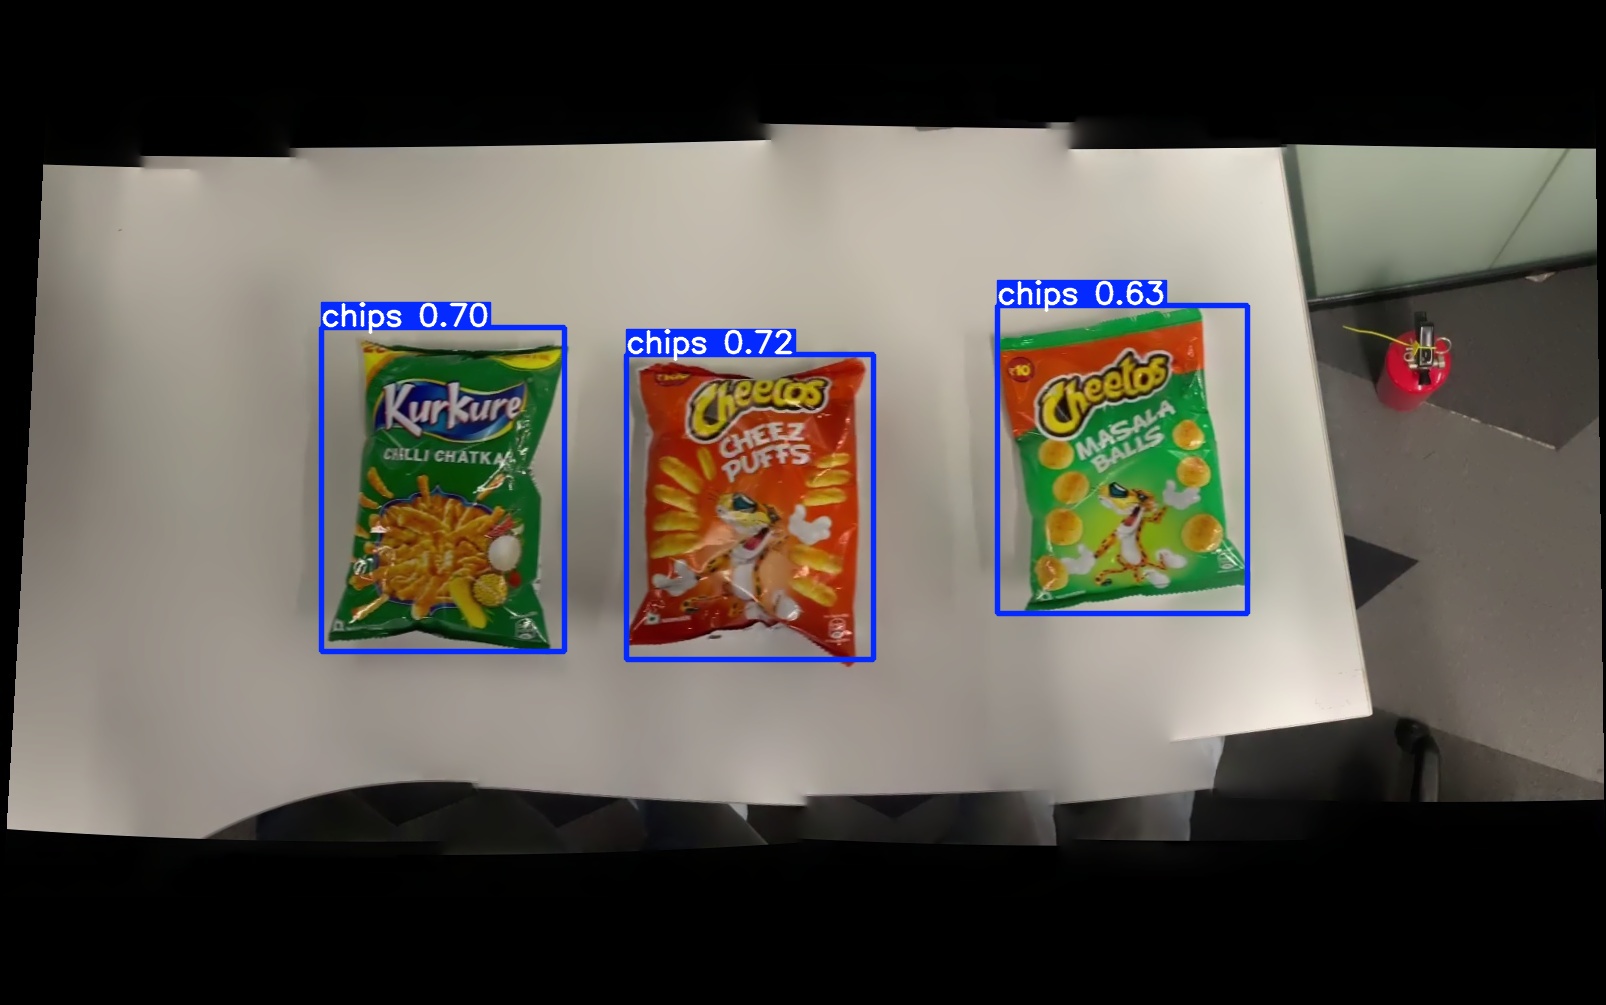 chips 0.70
Kurkure
CHILLI CHATKA
chips 0.72
Cheetos
CHEEZ
PUFFS
chips 0.63
₹10
Cheetos
MASALA
BALLS